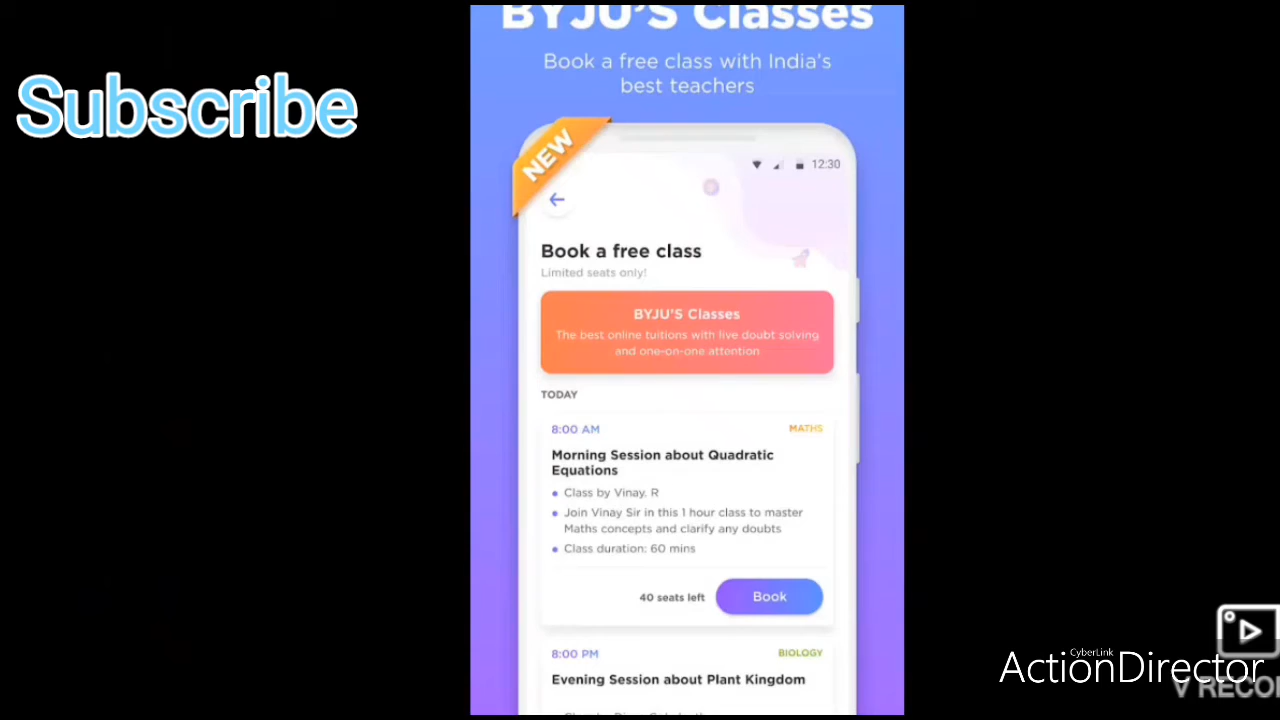 BYJU'S Classes
Subscribe
Book a free class with India's
best teachers
NEW
12:30
Book a free class
Limited seats only!
BYJU'S Classes
The best online tuitions with live doubt solving
and one-on-one attention
TODAY
8:00 AM
MATHS
Morning Session about Quadratic
Equations
Class by Vinay. R
Join Vinay Sir in this 1 hour class to master
Maths concepts and clarify any doubts
Class duration: 60 mins
40 seats left
Book
8:00 PM
BIOLOGY
Evening Session about Plant Kingdom
CyberLink
ActionDirector